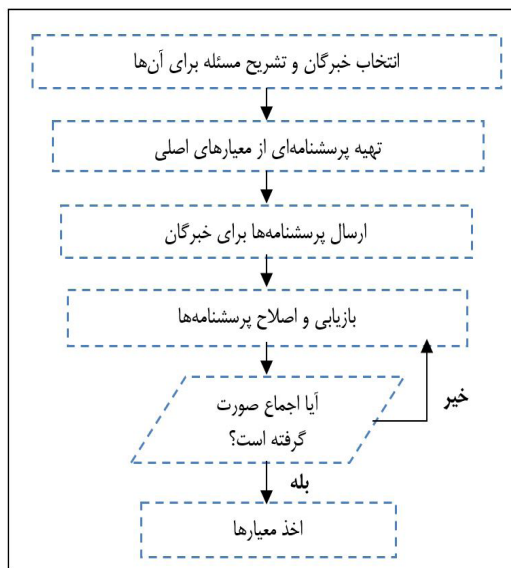 انتخاب خبرگان و تشریح مسئله برای آن‌ها
تهیه پرسشنامه‌ای از معیارهای اصلی
ارسال پرسشنامه‌ها برای خبرگان
بازیابی و اصلاح پرسشنامه‌ها
آیا اجماع صورت
گرفته است؟
خیر
بله
اخذ معیارها